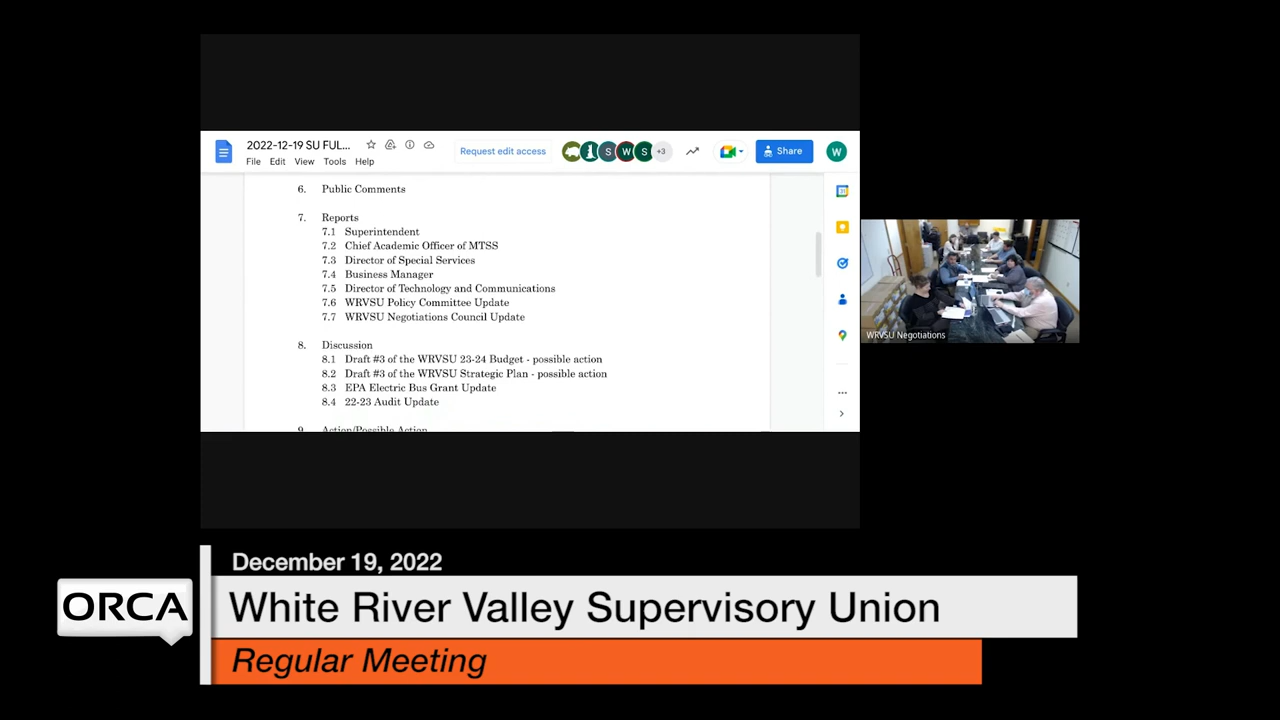 2022-12-19 SU FUL...
File Edit View Tools Help
Request edit access
S W S +3
Share
W
6. Public Comments
7. Reports
7.1 Superintendent
7.2 Chief Academic Officer of MTSS
7.3 Director of Special Services
7.4 Business Manager
7.5 Director of Technology and Communications
7.6 WRVSU Policy Committee Update
7.7 WRVSU Negotiations Council Update
8. Discussion
8.1 Draft #3 of the WRVSU 23-24 Budget - possible action
8.2 Draft #3 of the WRVSU Strategic Plan - possible action
8.3 EPA Electric Bus Grant Update
8.4 22-23 Audit Update
9. Action/Possible Action
WRVSU Negotiations
December 19, 2022
ORCA
White River Valley Supervisory Union
Regular Meeting